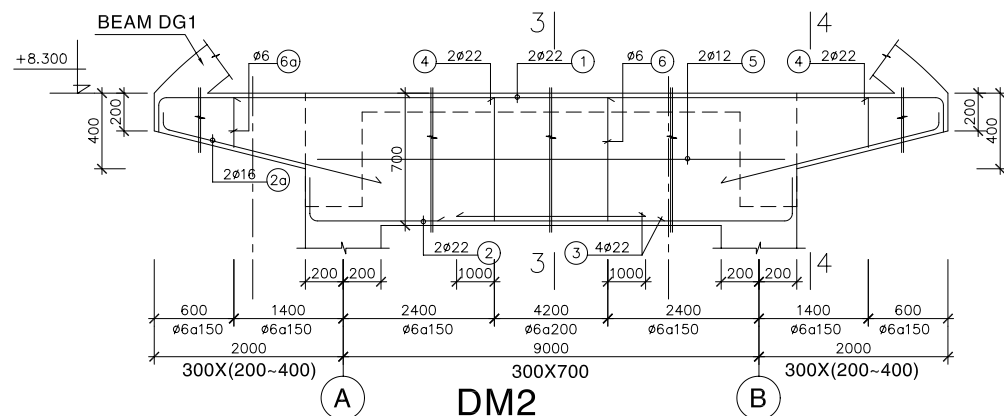 BEAM DG1
3
4
+8.300
ø6 6a
4 2ø22
2ø22 1
ø6 6
2ø12 5
4 2ø22
200
400
700
200
400
2ø16 2a
2ø22 2
3 4ø22
3
4
200 200
1000
1000
200 200
600 1400 2400 4200 2400 1400 600
ø6a150 ø6a150 ø6a150 ø6a200 ø6a150 ø6a150 ø6a150
2000 9000 2000
300X(200~400) 300X700 300X(200~400)
A B
DM2